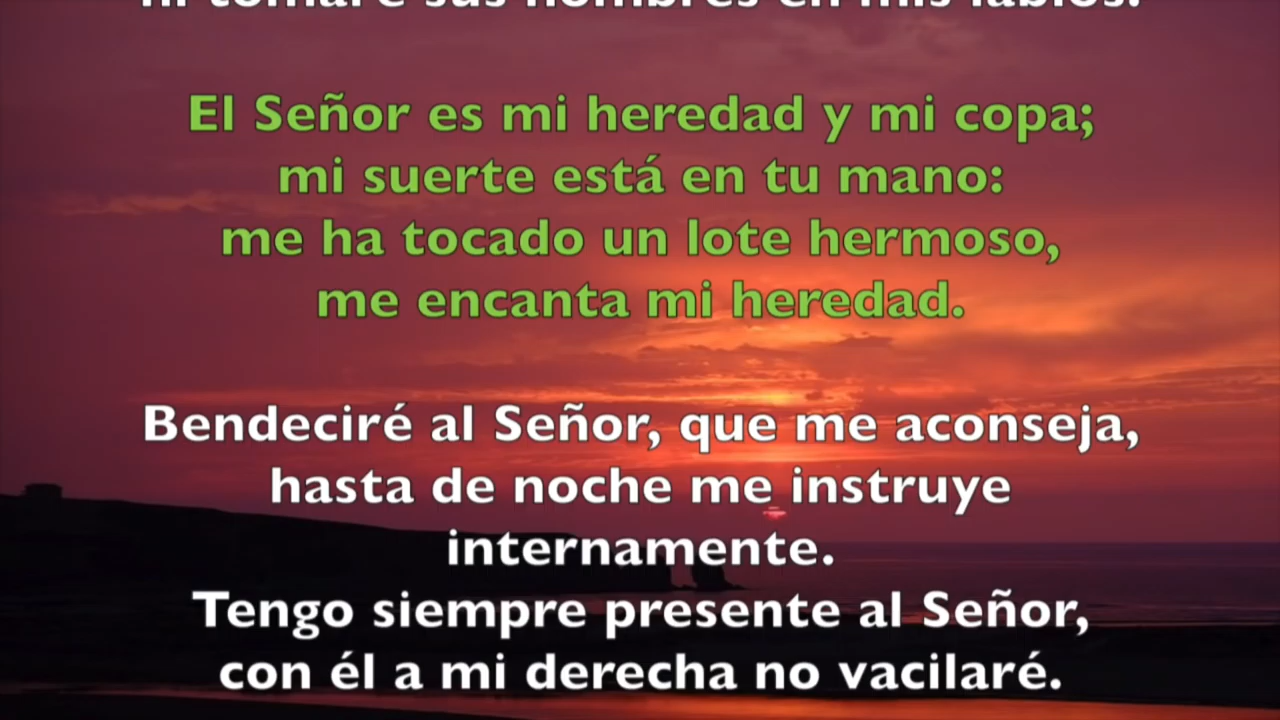 ni tomaré sus nombres en mis labios.
El Señor es mi heredad y mi copa;
mi suerte está en tu mano:
me ha tocado un lote hermoso,
me encanta mi heredad.
Bendeciré al Señor, que me aconseja,
hasta de noche me instruye
internamente.
Tengo siempre presente al Señor,
con él a mi derecha no vacilaré.